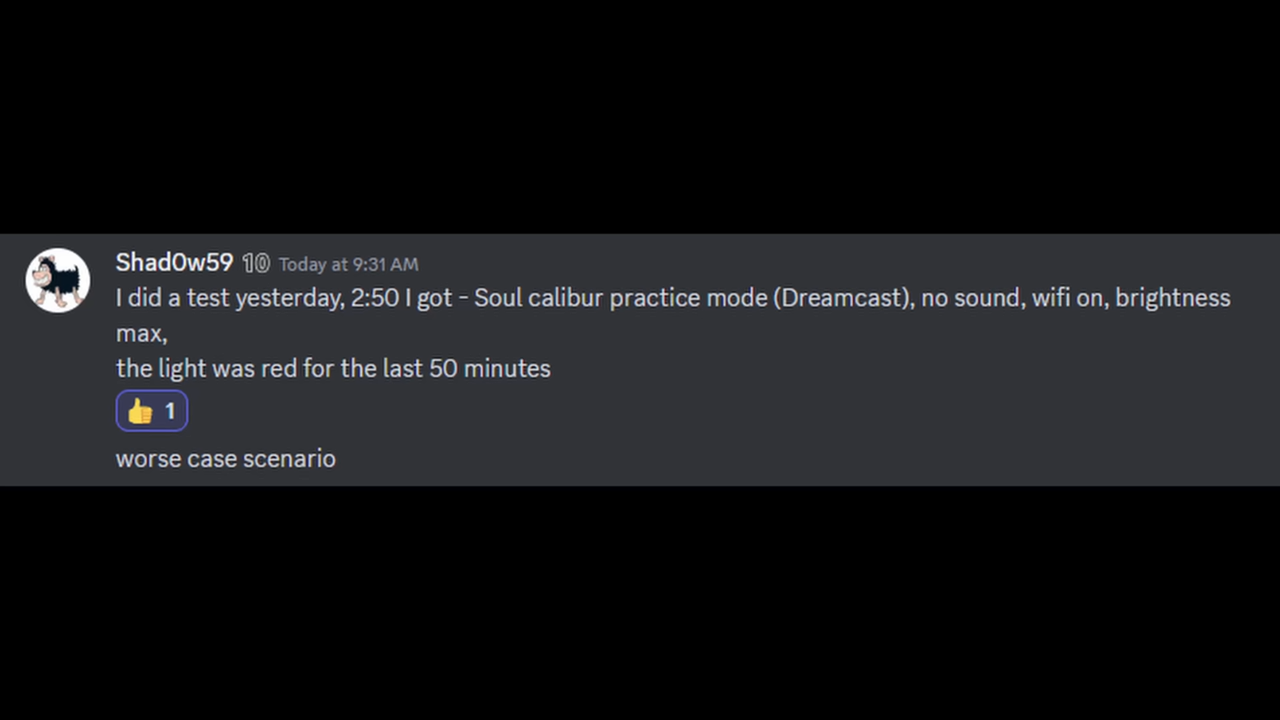 Shad0w59 10 Today at 9:31 AM
I did a test yesterday, 2:50 I got - Soul calibur practice mode (Dreamcast), no sound, wifi on, brightness
max,
the light was red for the last 50 minutes
👍 1
worse case scenario